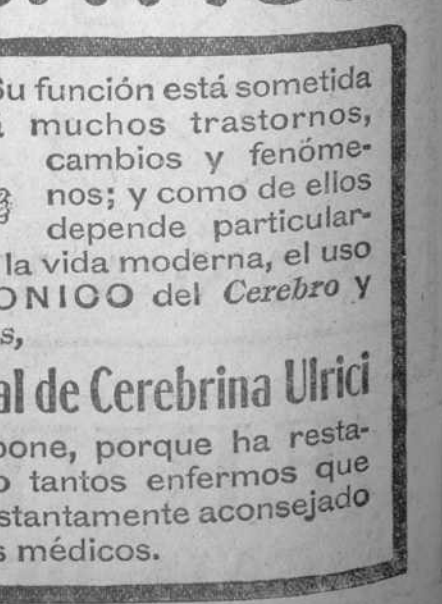 Su función está sometida
muchos trastornos,
cambios y fenóme-
nos; y como de ellos
depende particular-
la vida moderna, el uso
ONICO del Cerebro y
s,
al de Cerebrina Ulrici
pone, porque ha resta-
o tantos enfermos que
stantamente aconsejado
s médicos.